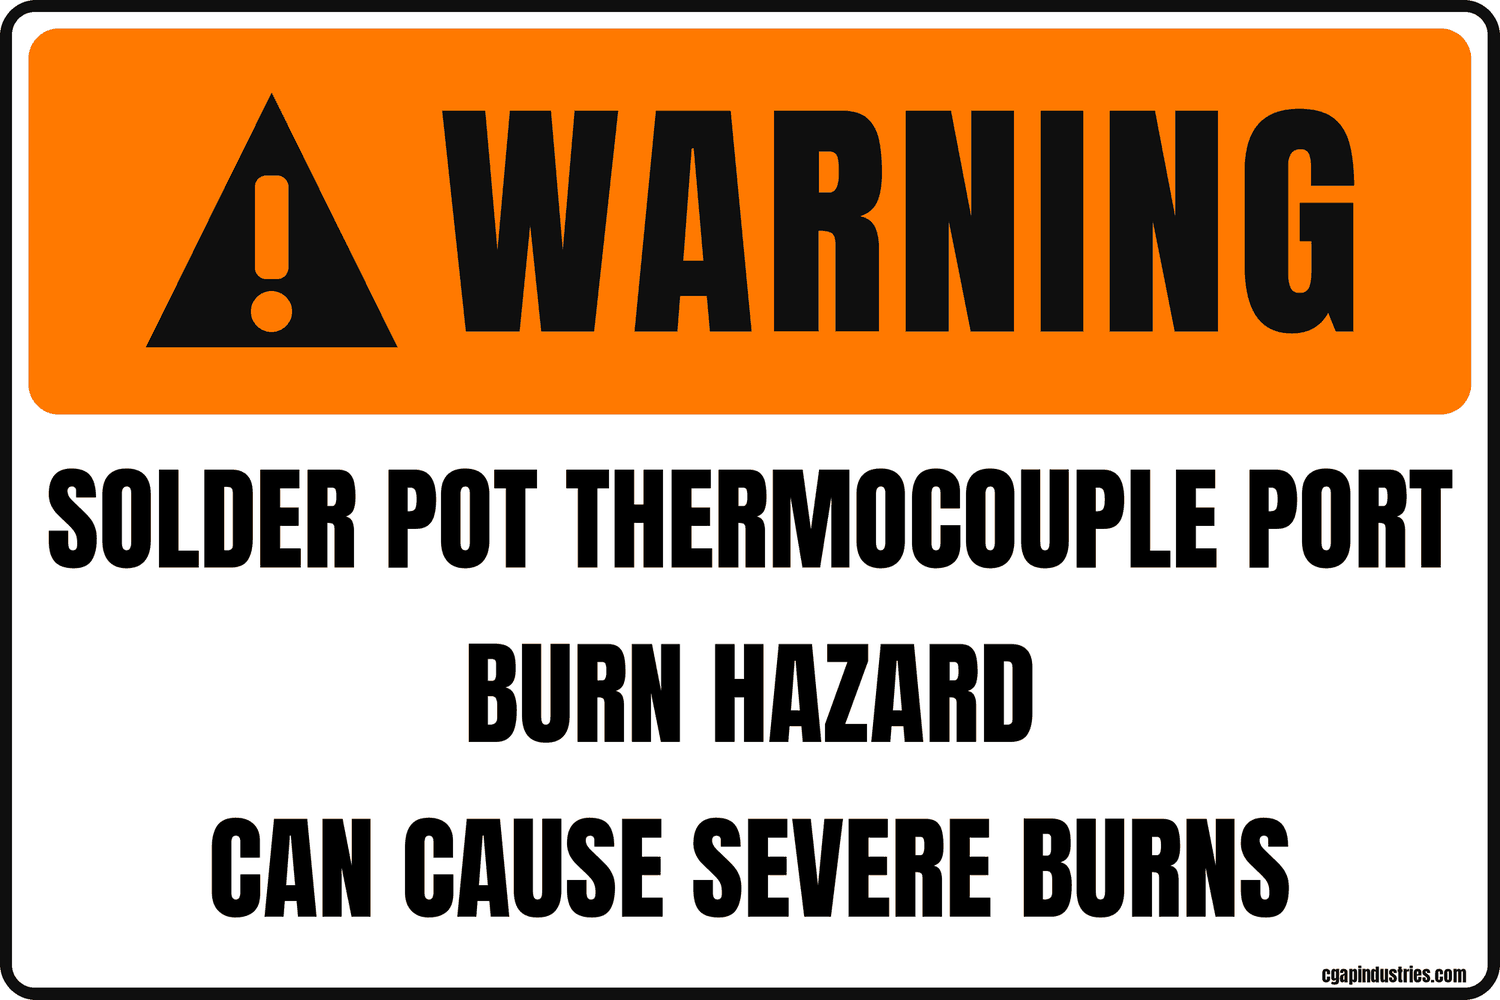 WARNING
SOLDER POT THERMOCOUPLE PORT
BURN HAZARD
CAN CAUSE SEVERE BURNS
cgapindustries.com